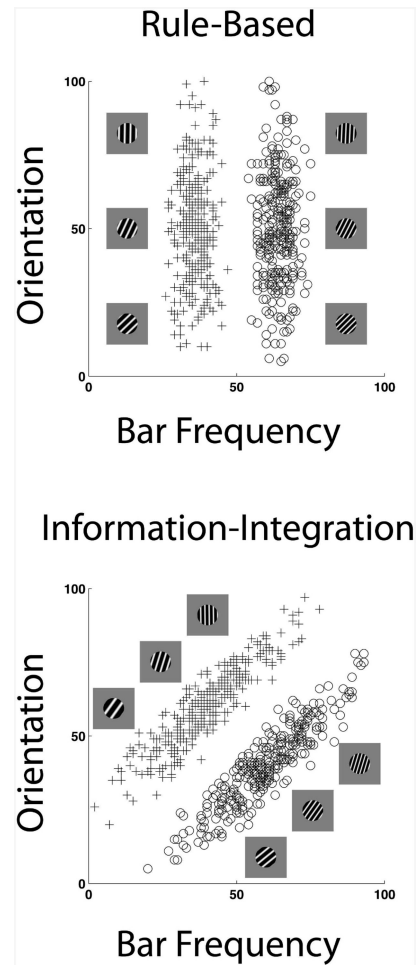 Rule-Based
100
50
0
Orientation
0 50 100
Bar Frequency
Information-Integration
100
50
0
Orientation
0 50 100
Bar Frequency